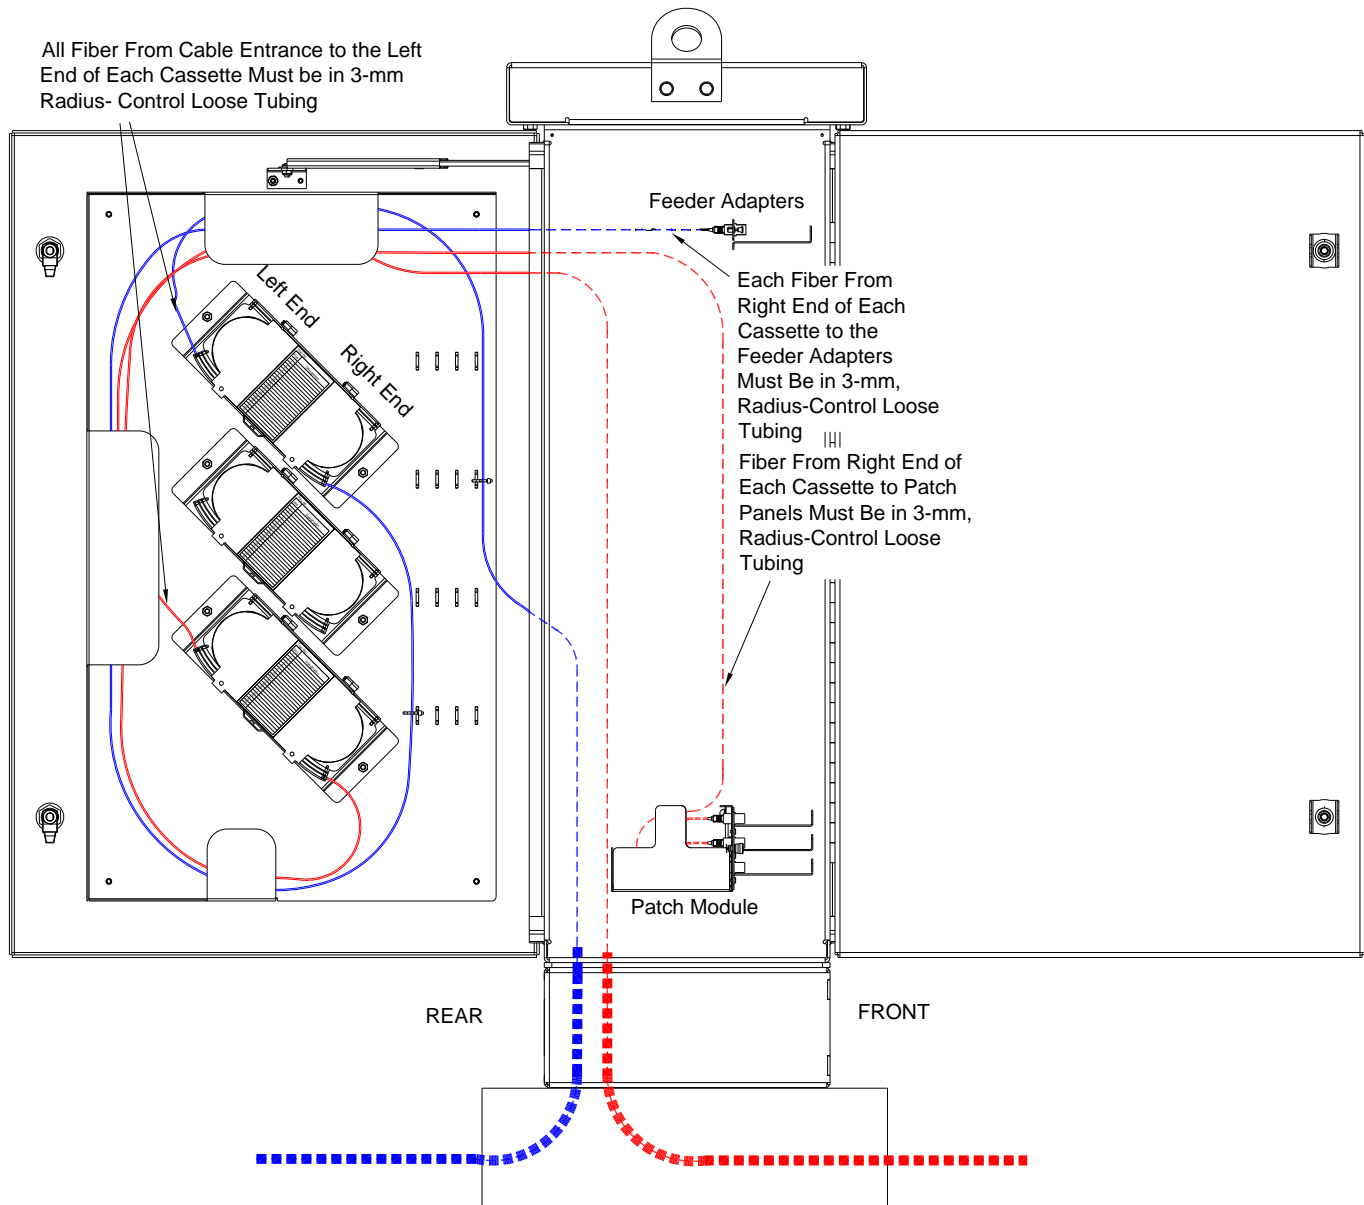 All Fiber From Cable Entrance to the Left
End of Each Cassette Must be in 3-mm
Radius- Control Loose Tubing
Feeder Adapters
Left End
Right End
Each Fiber From
Right End of Each
Cassette to the
Feeder Adapters
Must Be in 3-mm,
Radius-Control Loose
Tubing
Fiber From Right End of
Each Cassette to Patch
Panels Must Be in 3-mm,
Radius-Control Loose
Tubing
Patch Module
REAR
FRONT